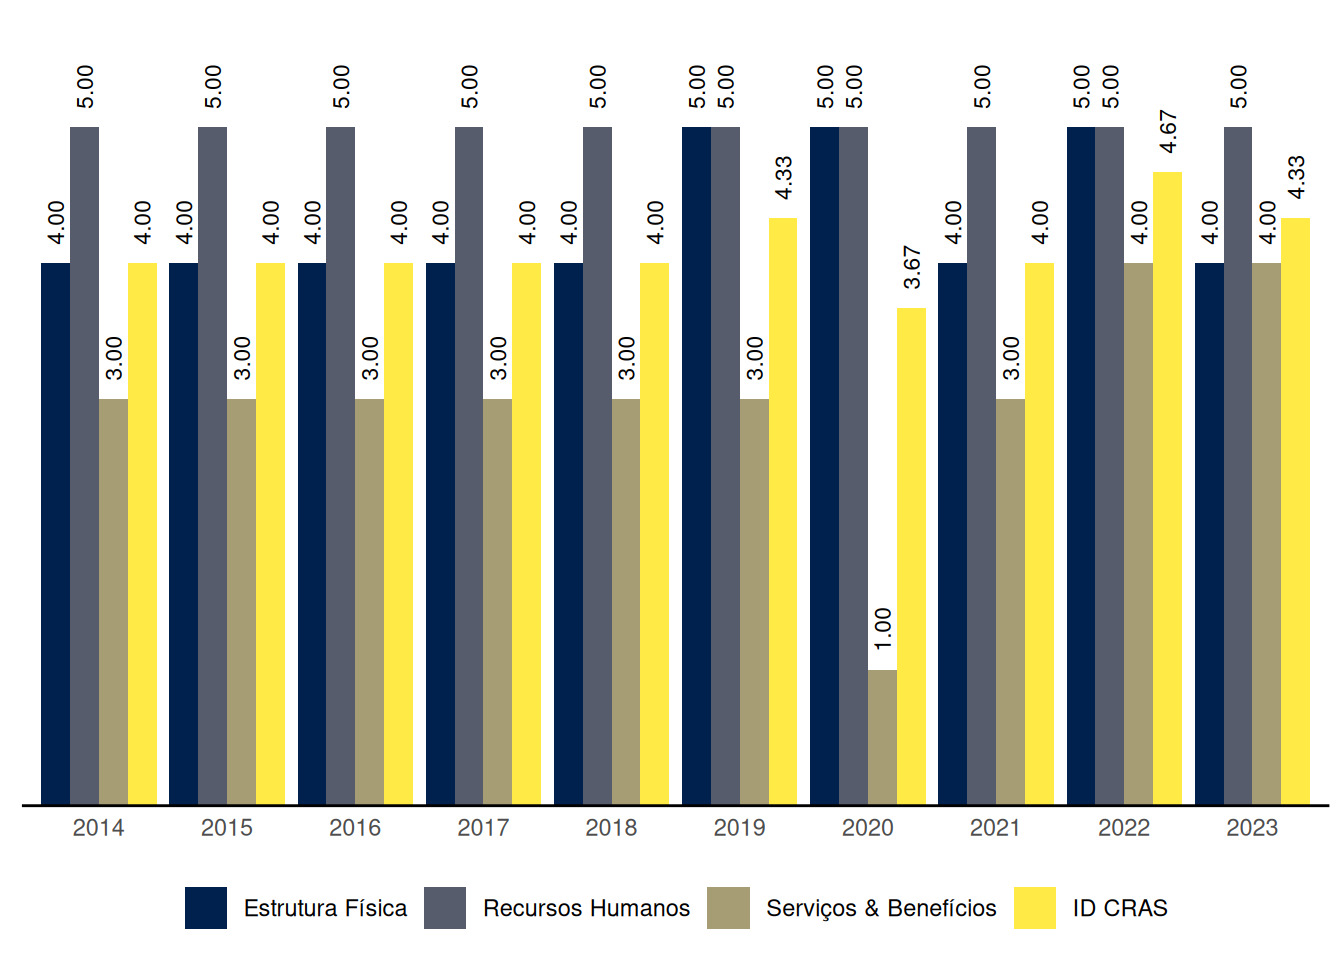 5.00 5.00 5.00 5.00 5.00 5.00 5.00 5.00 5.00 5.00 5.00 5.00 5.00
4.67
4.33 4.33
4.00 4.00 4.00 4.00 4.00 4.00 4.00 4.00 4.00 4.00 4.00 4.00 4.00 4.00 4.00
3.67
3.00 3.00 3.00 3.00 3.00 3.00 3.00
1.00
2014 2015 2016 2017 2018 2019 2020 2021 2022 2023
Estrutura Física Recursos Humanos Serviços & Benefícios ID CRAS